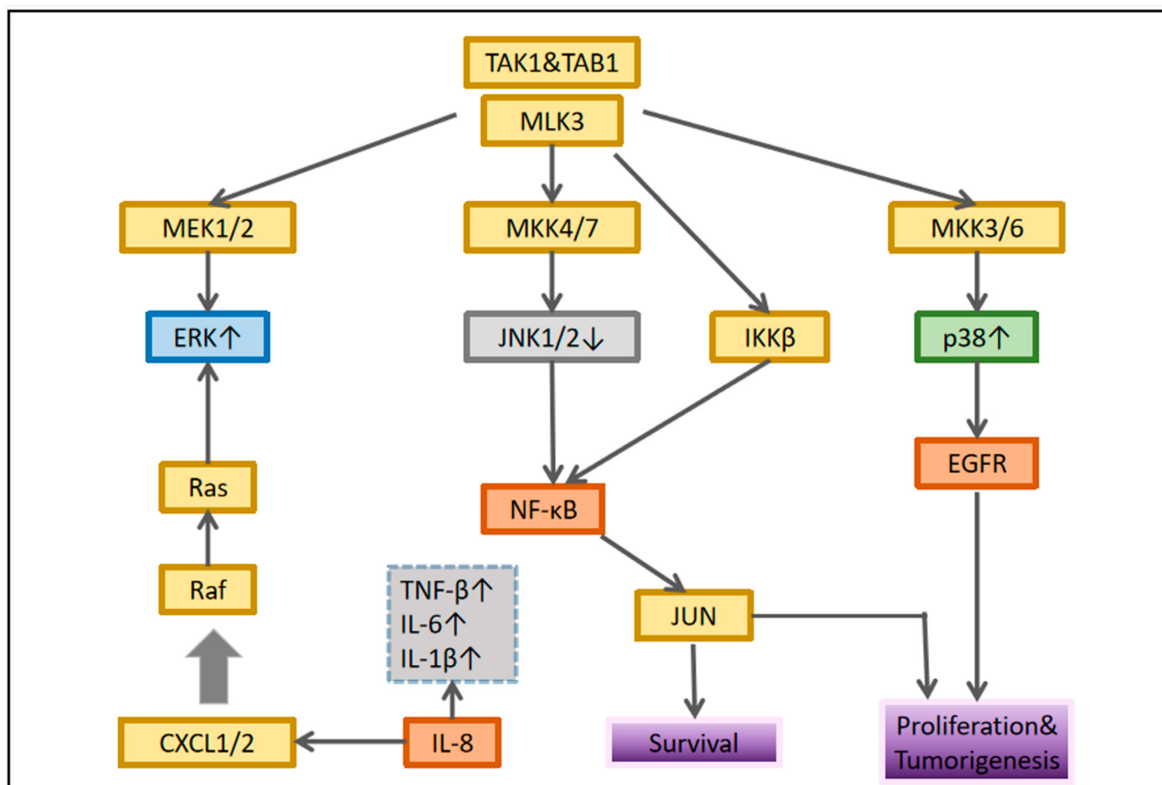 TAK1&TAB1
MLK3
MEK1/2
MKK4/7
MKK3/6
ERK↑
JNK1/2↓
IKKβ
p38↑
EGFR
Ras
NF-κB
Raf
TNF-β↑
IL-6↑
IL-1β↑
JUN
CXCL1/2
IL-8
Survival
Proliferation&
Tumorigenesis